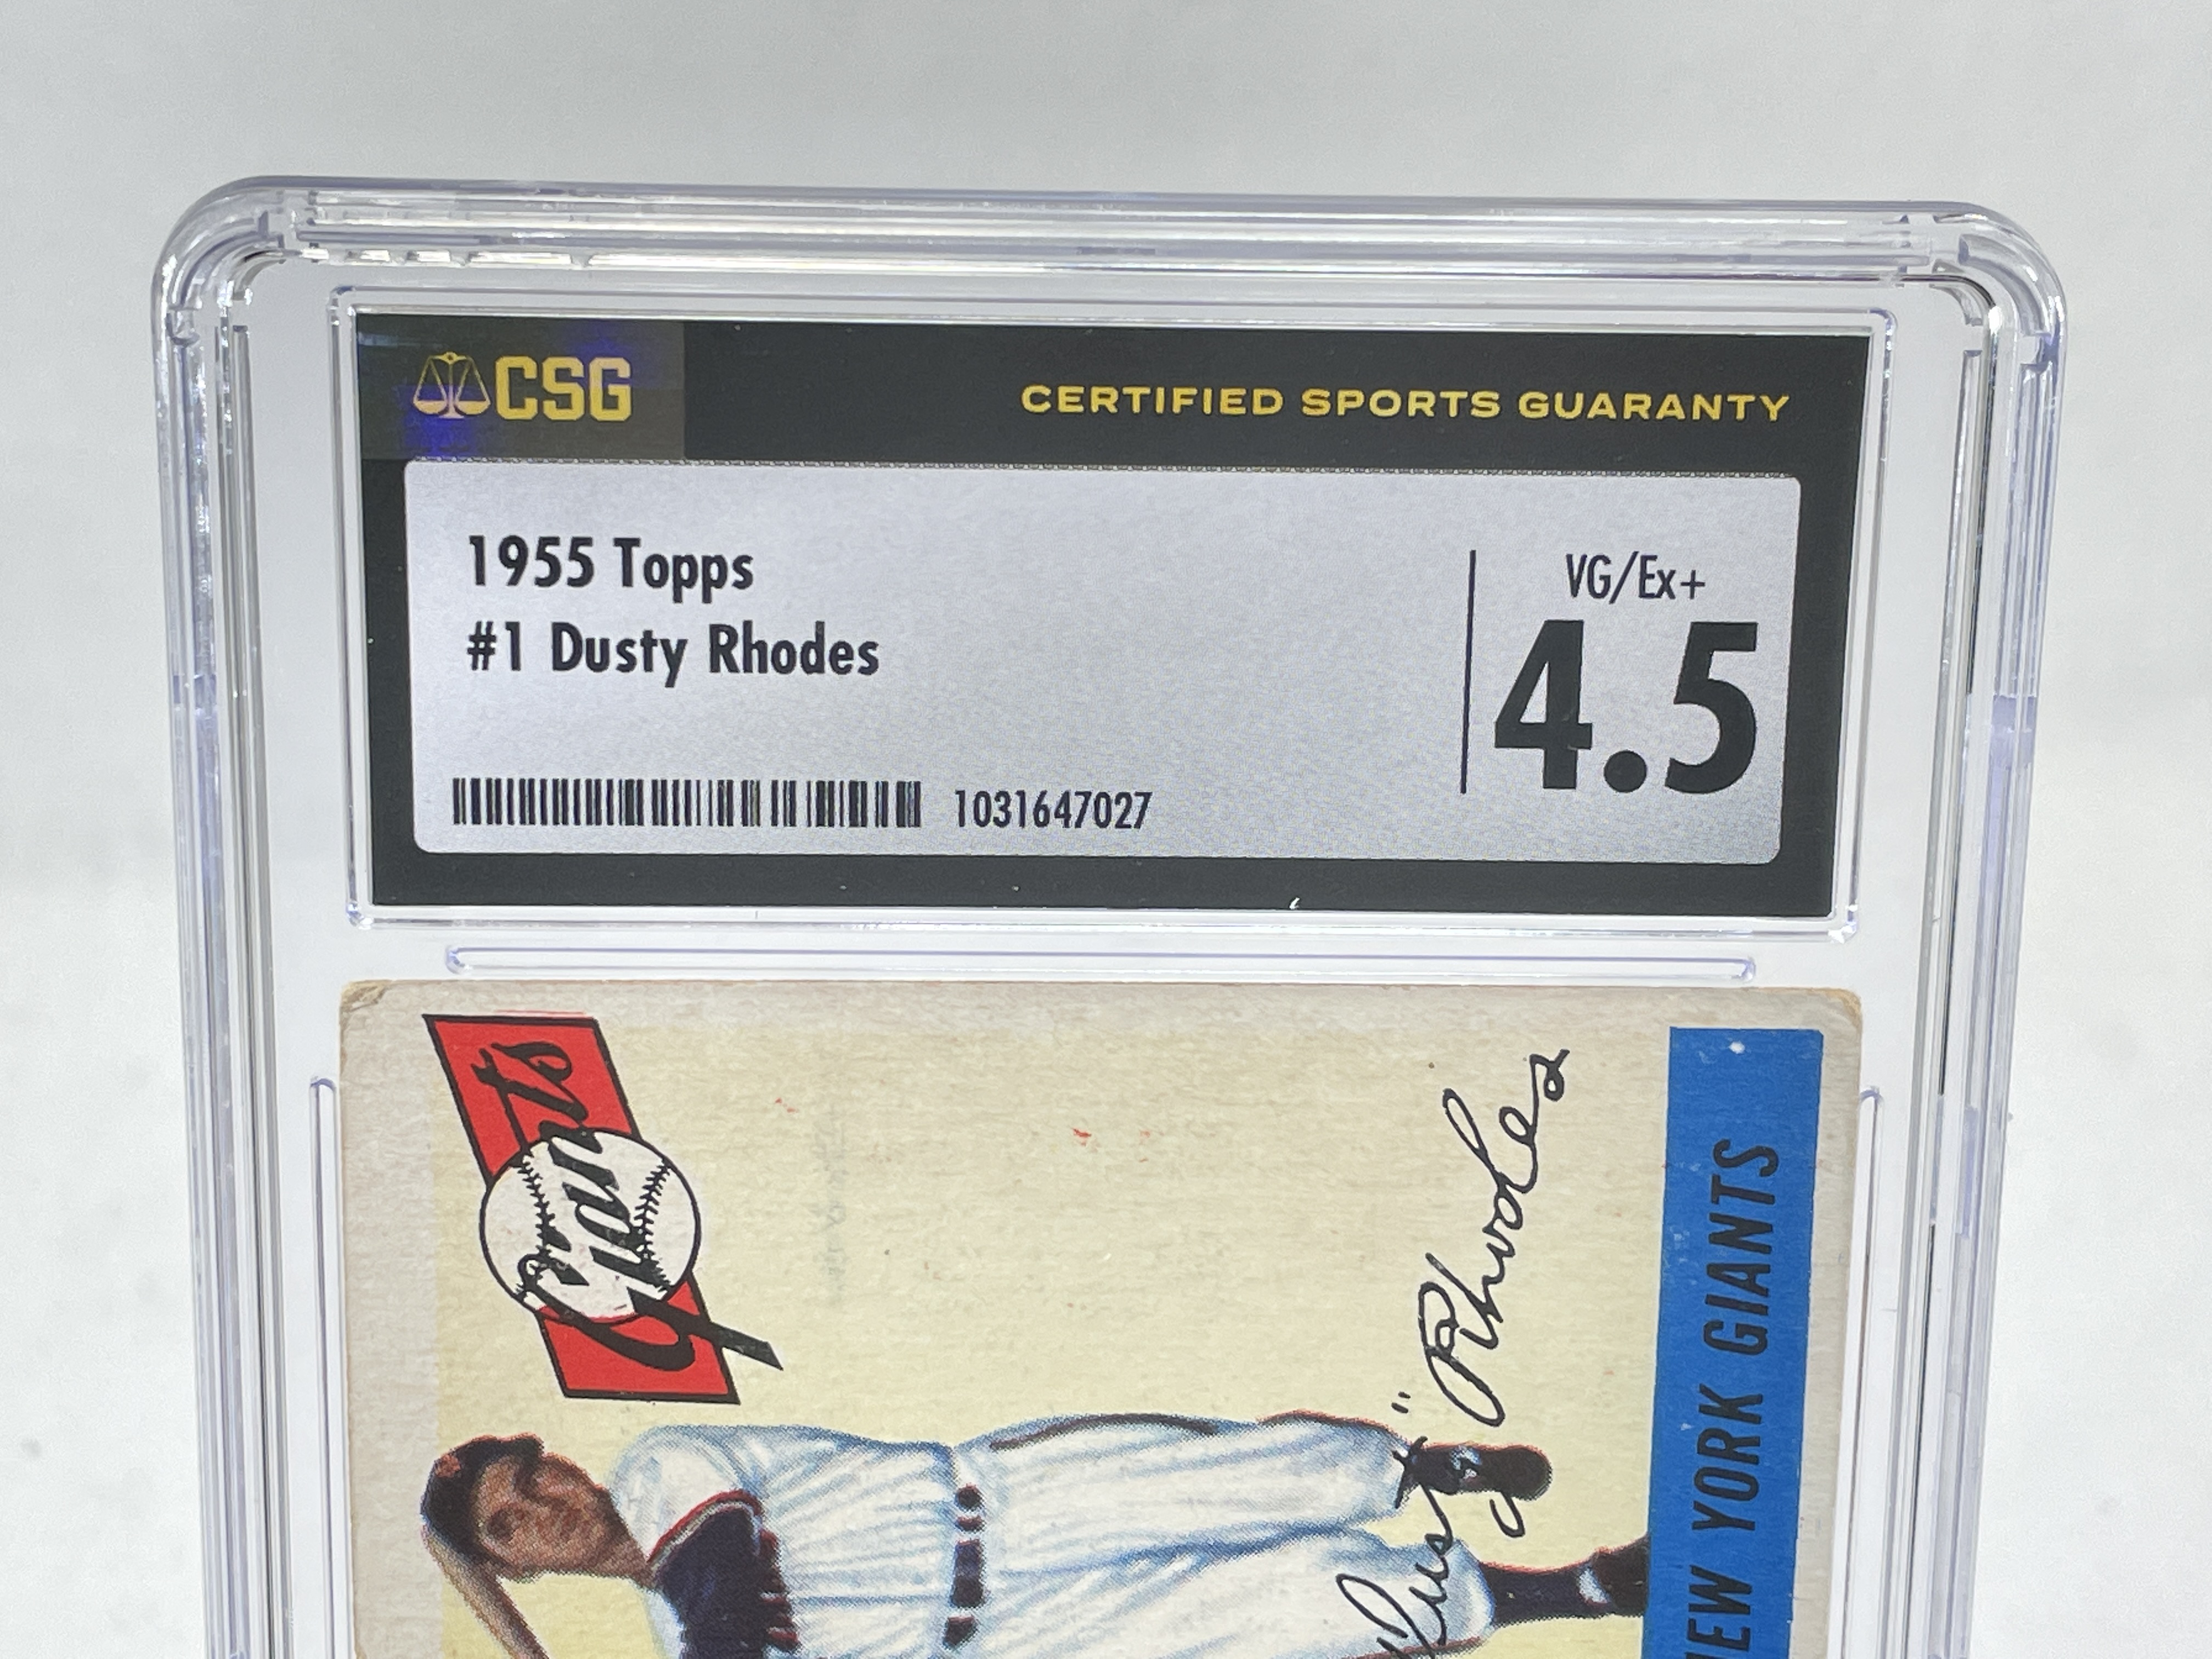 CSG
CERTIFIED SPORTS GUARANTY
1955 Topps
#1 Dusty Rhodes
VG/Ex+
4.5
1031647027
Giants
" Rhodes
NEW YORK GIANTS